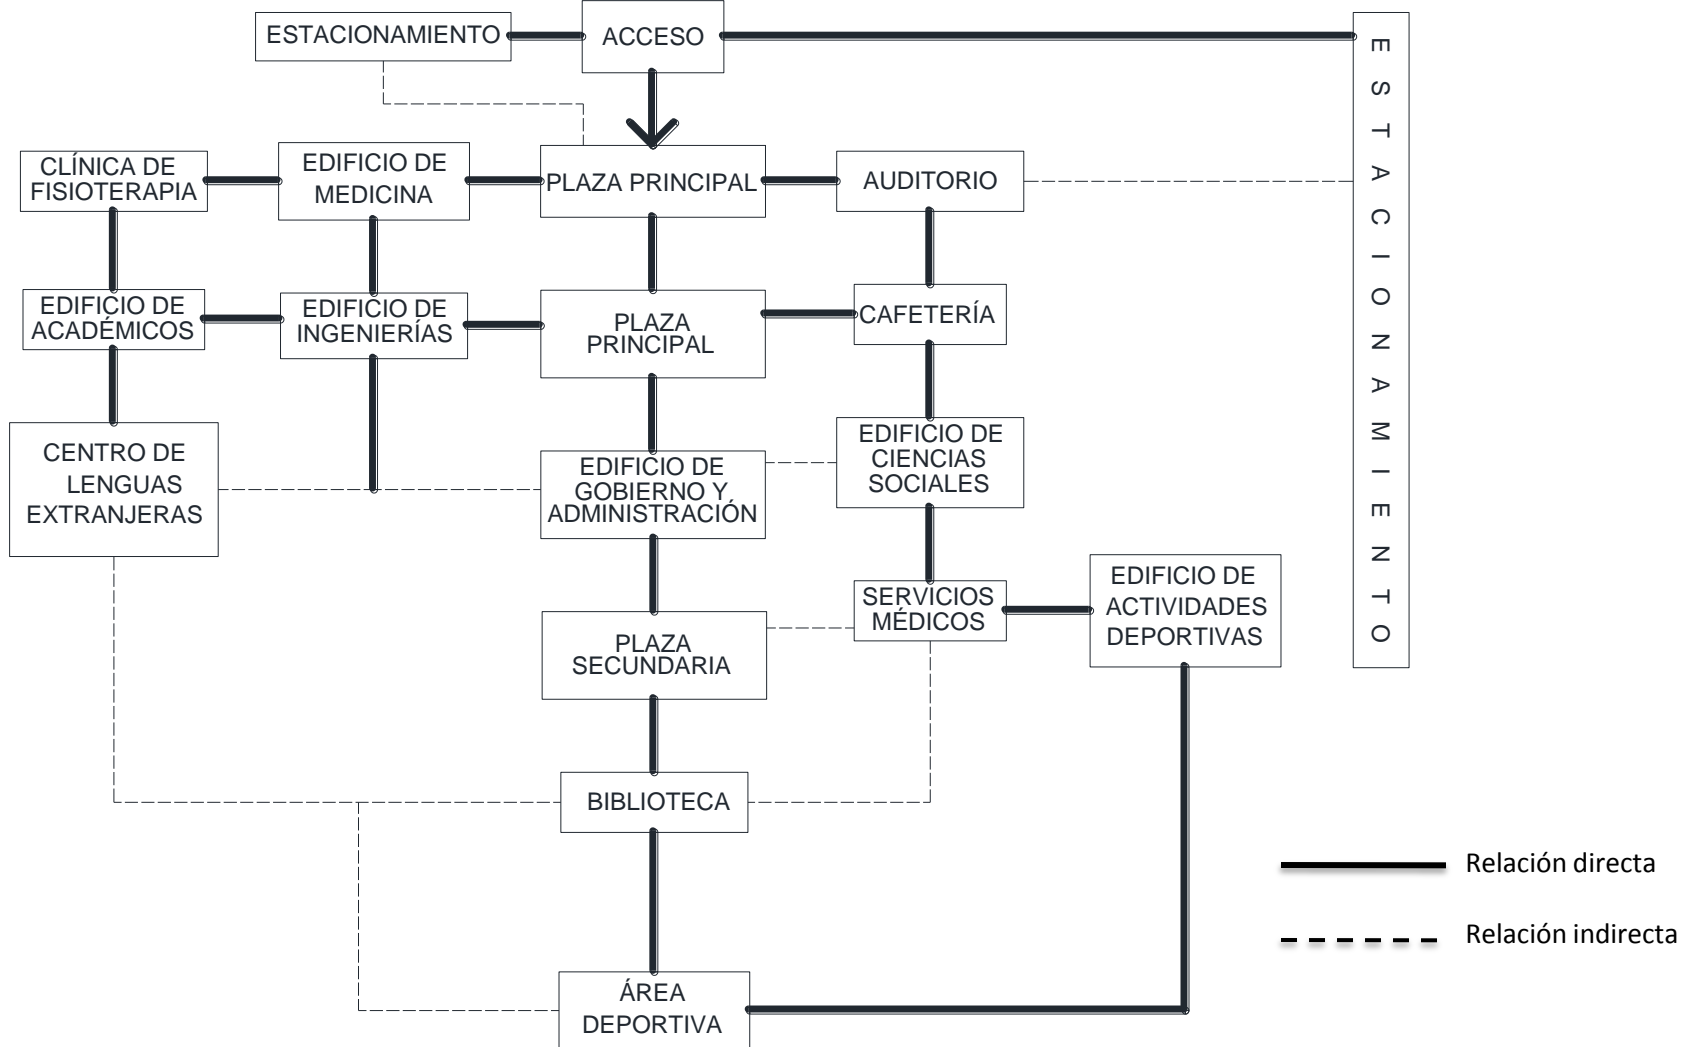 ESTACIONAMIENTO
ACCESO
ESTACIONAMIENTO
CLÍNICA DE
FISIOTERAPIA
EDIFICIO DE
MEDICINA
PLAZA PRINCIPAL
AUDITORIO
EDIFICIO DE
ACADÉMICOS
EDIFICIO DE
INGENIERÍAS
PLAZA
PRINCIPAL
CAFETERÍA
CENTRO DE
LENGUAS
EXTRANJERAS
EDIFICIO DE
GOBIERNO Y
ADMINISTRACIÓN
EDIFICIO DE
CIENCIAS
SOCIALES
PLAZA
SECUNDARIA
SERVICIOS
MÉDICOS
EDIFICIO DE
ACTIVIDADES
DEPORTIVAS
BIBLIOTECA
ÁREA
DEPORTIVA
Relación directa
Relación indirecta